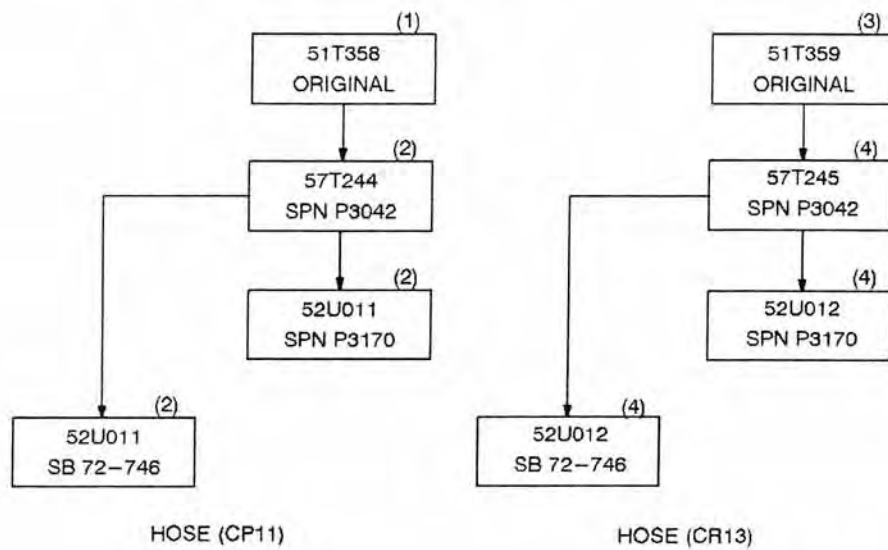 (1)
51T358
ORIGINAL
(2)
57T244
SPN P3042
(2)
52U011
SPN P3170
(2)
52U011
SB 72-746
HOSE (CP11)
(3)
51T359
ORIGINAL
(4)
57T245
SPN P3042
(4)
52U012
SPN P3170
(4)
52U012
SB 72-746
HOSE (CR13)